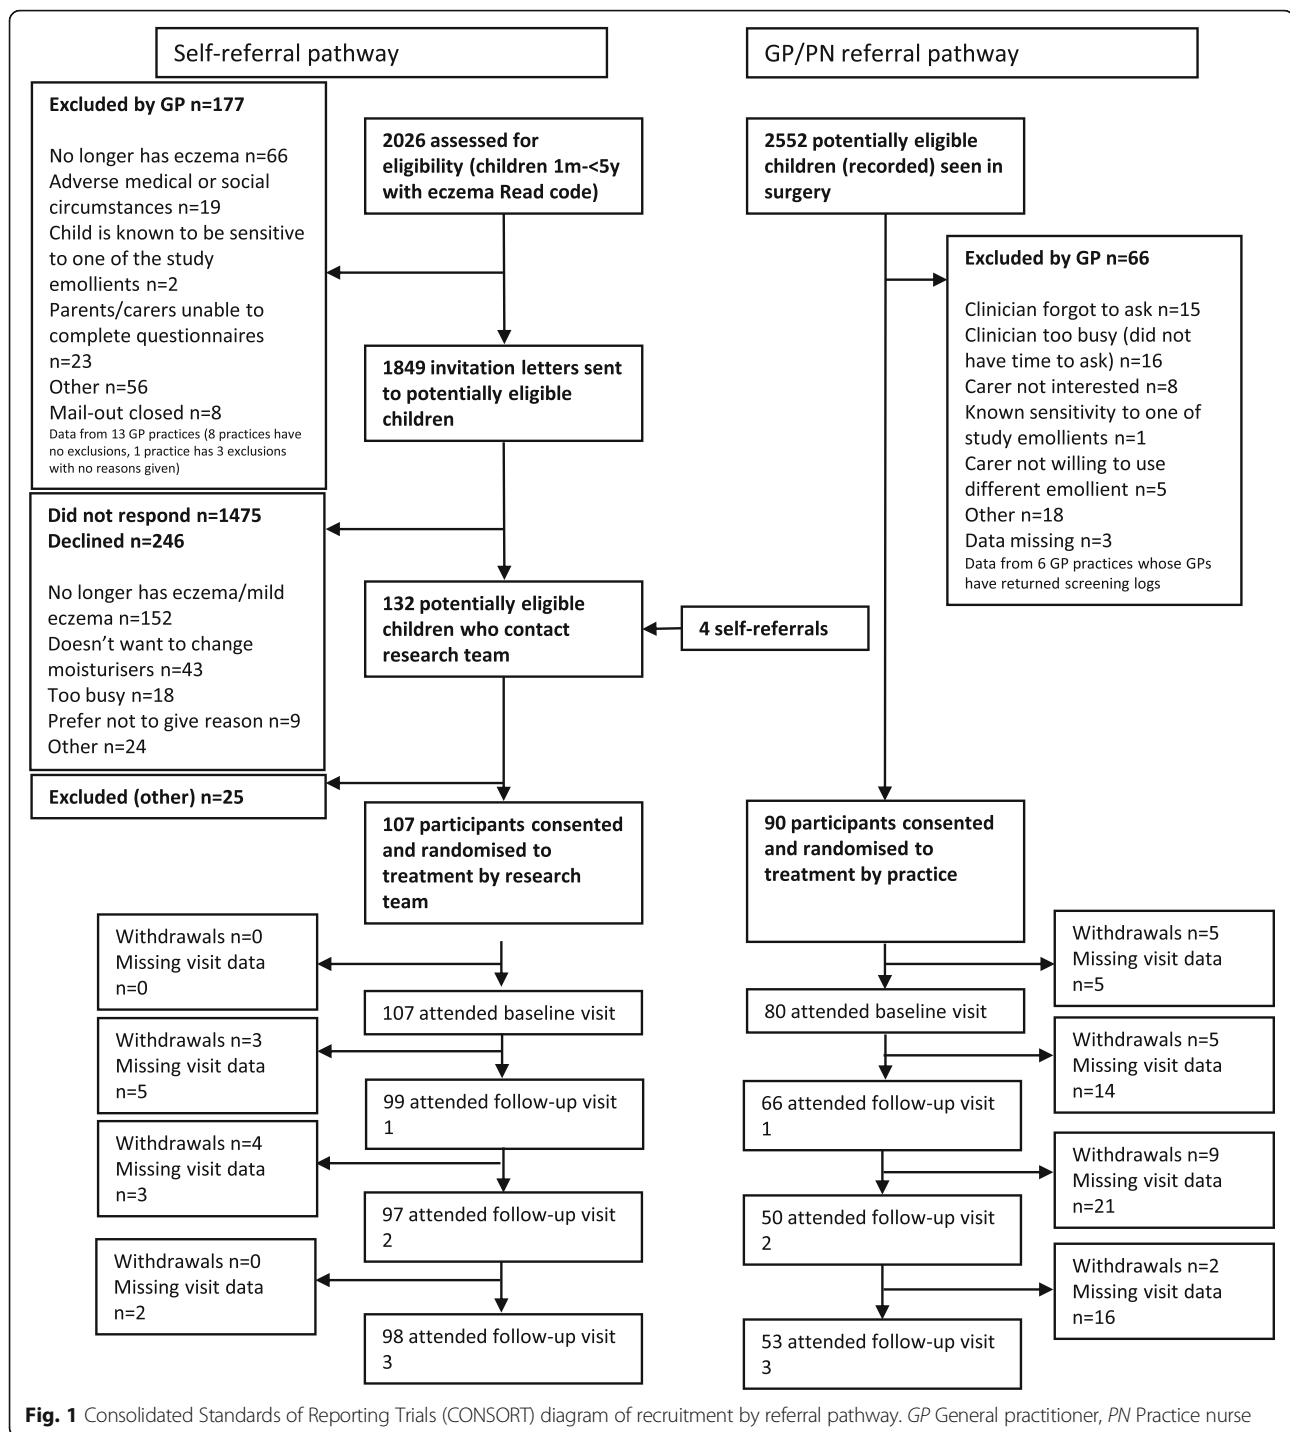 Self-referral pathway
GP/PN referral pathway
Excluded by GP n=177
No longer has eczema n=66
Adverse medical or social
circumstances n=19
Child is known to be sensitive
to one of the study
emollients n=2
Parents/carers unable to
complete questionnaires
n=23
Other n=56
Mail-out closed n=8
Data from 13 GP practices (8 practices have
no exclusions, 1 practice has 3 exclusions
with no reasons given)
2026 assessed for
eligibility (children 1m-<5y
with eczema Read code)
2552 potentially eligible
children (recorded) seen in
surgery
Excluded by GP n=66
Clinician forgot to ask n=15
Clinician too busy (did not
have time to ask) n=16
Carer not interested n=8
Known sensitivity to one of
study emollients n=1
Carer not willing to use
different emollient n=5
Other n=18
Data missing n=3
Data from 6 GP practices whose GPs
have returned screening logs
1849 invitation letters sent
to potentially eligible
children
Did not respond n=1475
Declined n=246
No longer has eczema/mild
eczema n=152
Doesn't want to change
moisturisers n=43
Too busy n=18
Prefer not to give reason n=9
Other n=24
132 potentially eligible
children who contact
research team
4 self-referrals
Excluded (other) n=25
107 participants consented
and randomised to
treatment by research
team
90 participants consented
and randomised to
treatment by practice
Withdrawals n=0
Missing visit data
n=0
Withdrawals n=5
Missing visit data
n=5
107 attended baseline visit
80 attended baseline visit
Withdrawals n=3
Missing visit data
n=5
Withdrawals n=5
Missing visit data
n=14
99 attended follow-up visit
1
66 attended follow-up visit
1
Withdrawals n=4
Missing visit data
n=3
Withdrawals n=9
Missing visit data
n=21
97 attended follow-up visit
2
50 attended follow-up visit
2
Withdrawals n=0
Missing visit data
n=2
Withdrawals n=2
Missing visit data
n=16
98 attended follow-up visit
3
53 attended follow-up visit
3
Fig. 1 Consolidated Standards of Reporting Trials (CONSORT) diagram of recruitment by referral pathway. GP General practitioner, PN Practice nurse